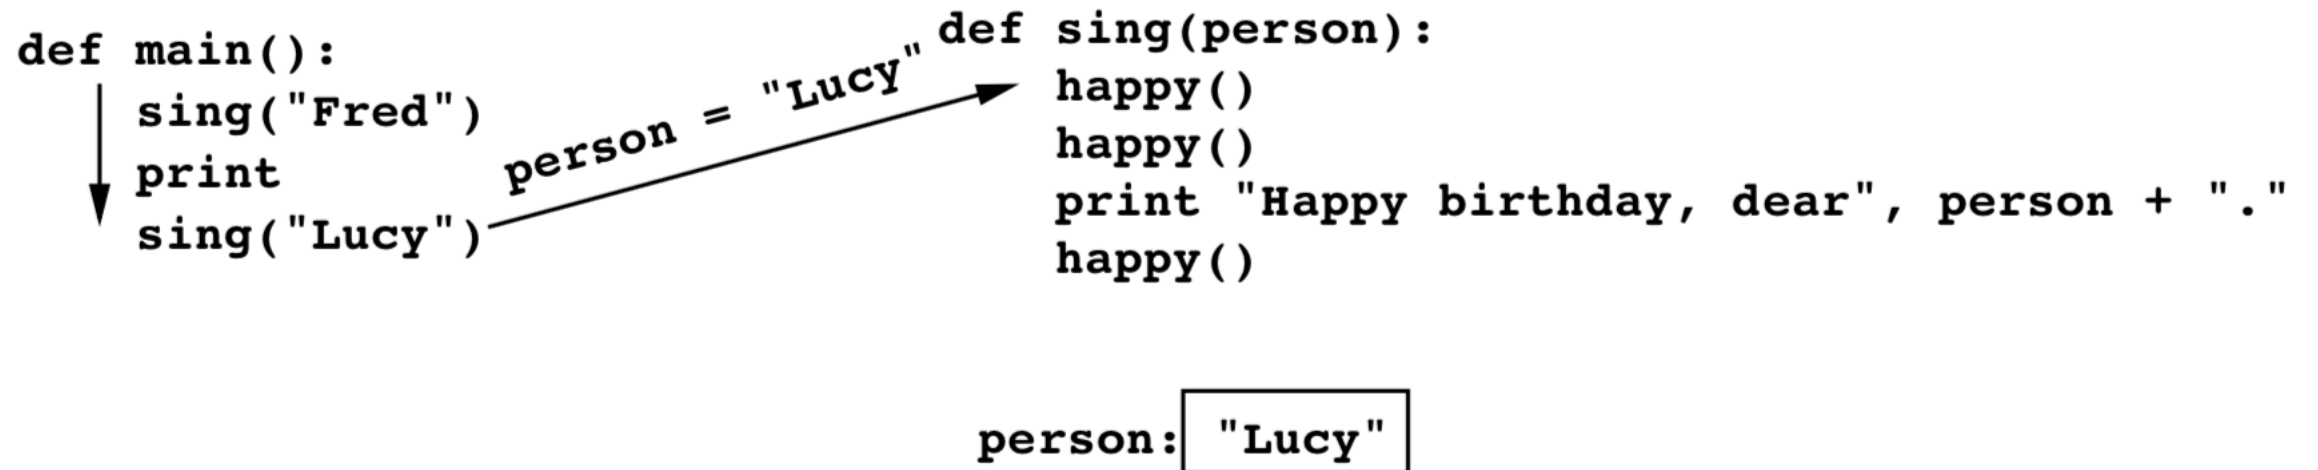 def main():
sing("Fred")
print
sing("Lucy")
person = "Lucy"
def sing(person):
happy()
happy()
print "Happy birthday, dear", person + "."
happy()
person: "Lucy"